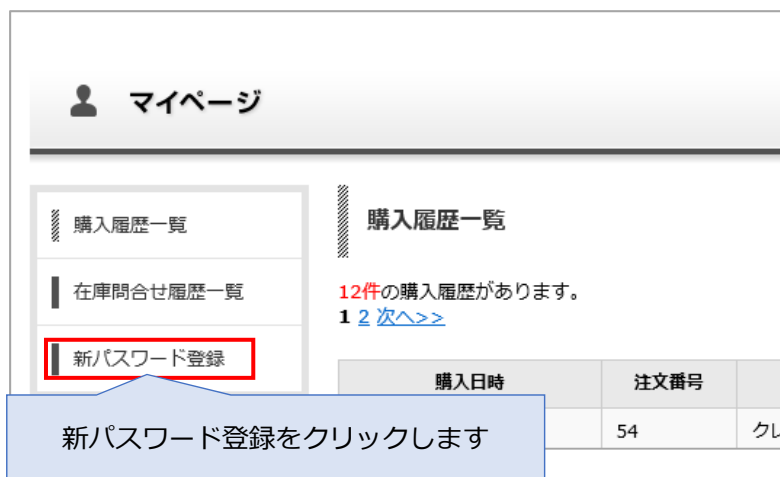 マイページ
購入履歴一覧
在庫問合せ履歴一覧
新パスワード登録
購入履歴一覧
12件の購入履歴があります。
1 2 次へ>>
購入日時 注文番号
54 クレ
新パスワード登録をクリックします